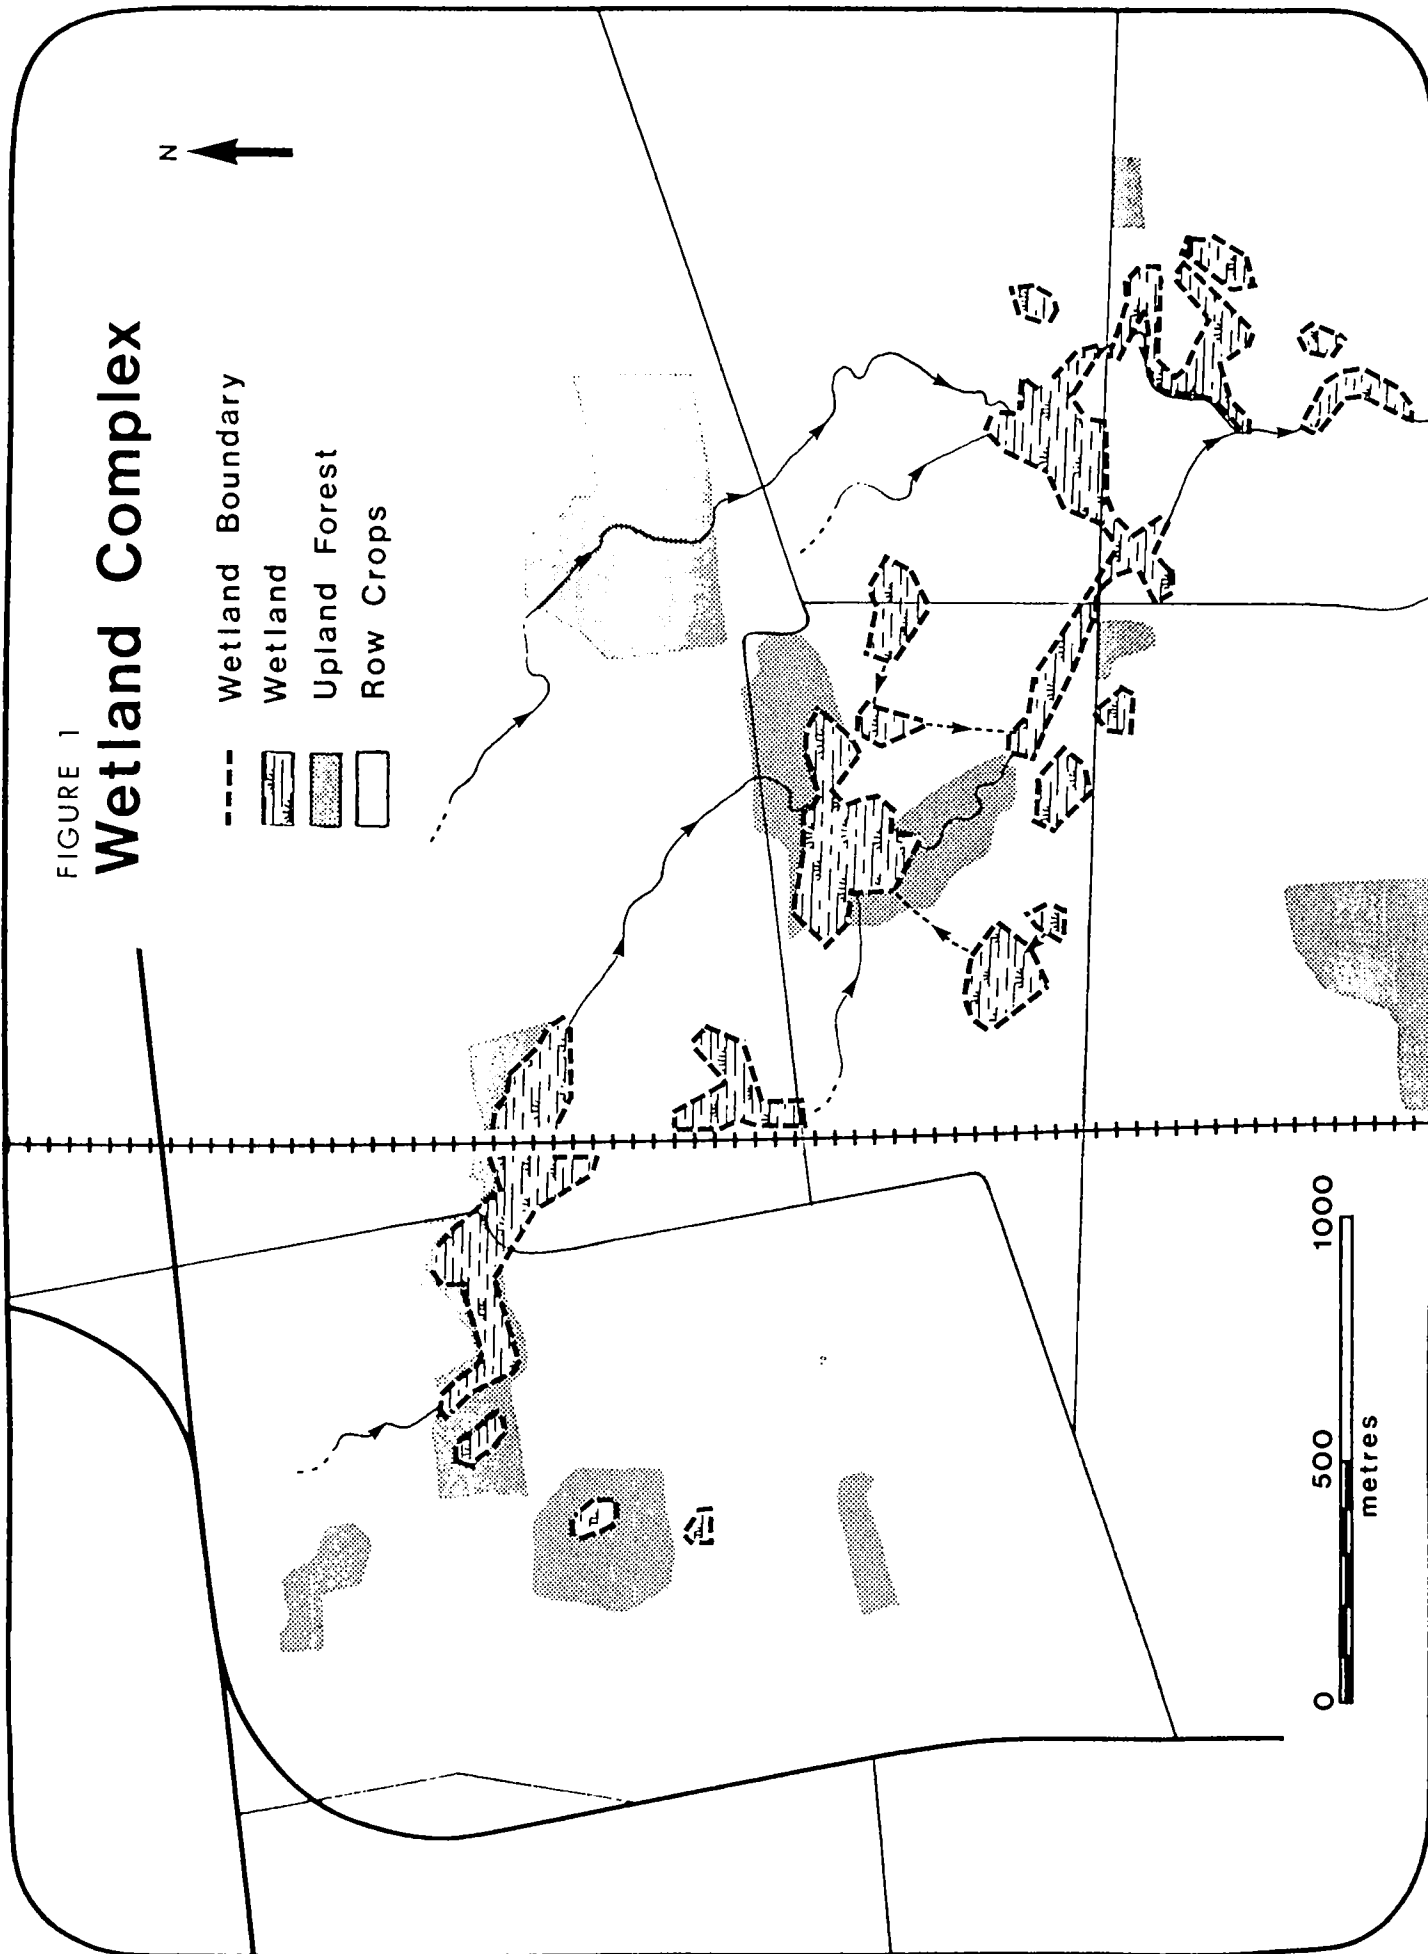 FIGURE 1
Wetland Complex
N
Wetland Boundary
Wetland
Upland Forest
Row Crops
0 500 1000
metres